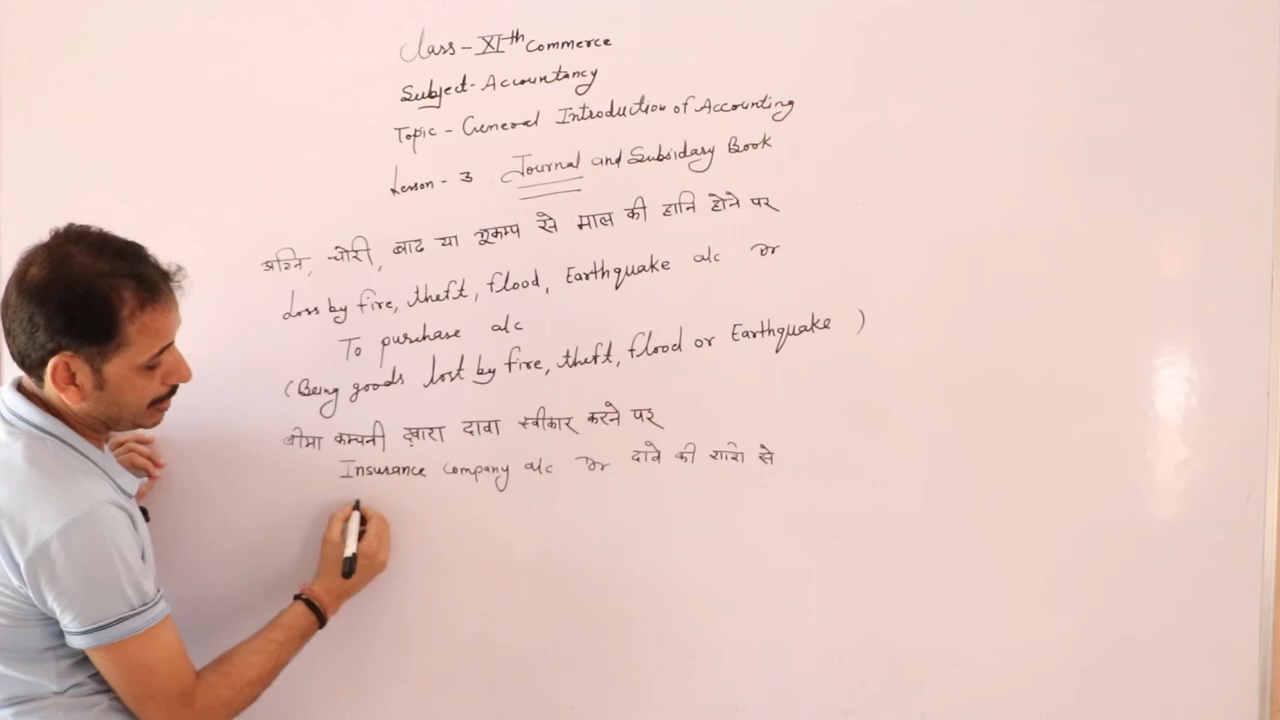 Class - XIth Commerce
Subject - Accountancy
Topic - General Introduction of Accounting
Lesson - 3 Journal and Subsidary Book
अग्नि, चोरी, बाढ या भूकम्प से माल की हानि होने पर
Loss by fire, theft, flood, Earthquake a/c Dr
To purchase a/c
(Being goods lost by fire, theft, flood or Earthquake )
बीमा कम्पनी द्वारा दावा स्वीकार करने पर
Insurance Company a/c Dr दावे की राशि से